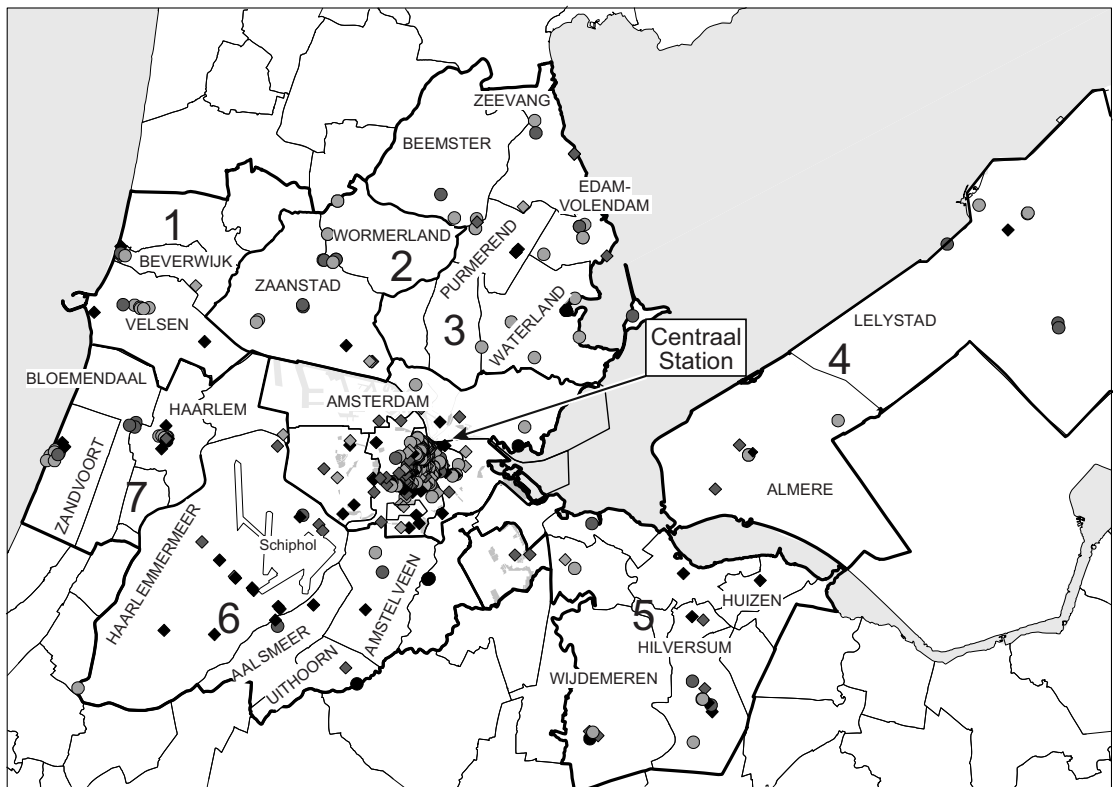 ZEEVANG
BEEMSTER
EDAM-
VOLENDAM
1
WORMERLAND
BEVERWIJK
2
PURMEREND
ZAANSTAD
VELSEN
3
WATERLAND
LELYSTAD
Centraal
Station
4
BLOEMENDAAL
HAARLEM
AMSTERDAM
ZANDVOORT
7
ALMERE
HAARLEMMERMEER
Schiphol
6
AALSMEER
UITHOORN
AMSTELVEEN
5
HUIZEN
HILVERSUM
WIJDEMEREN